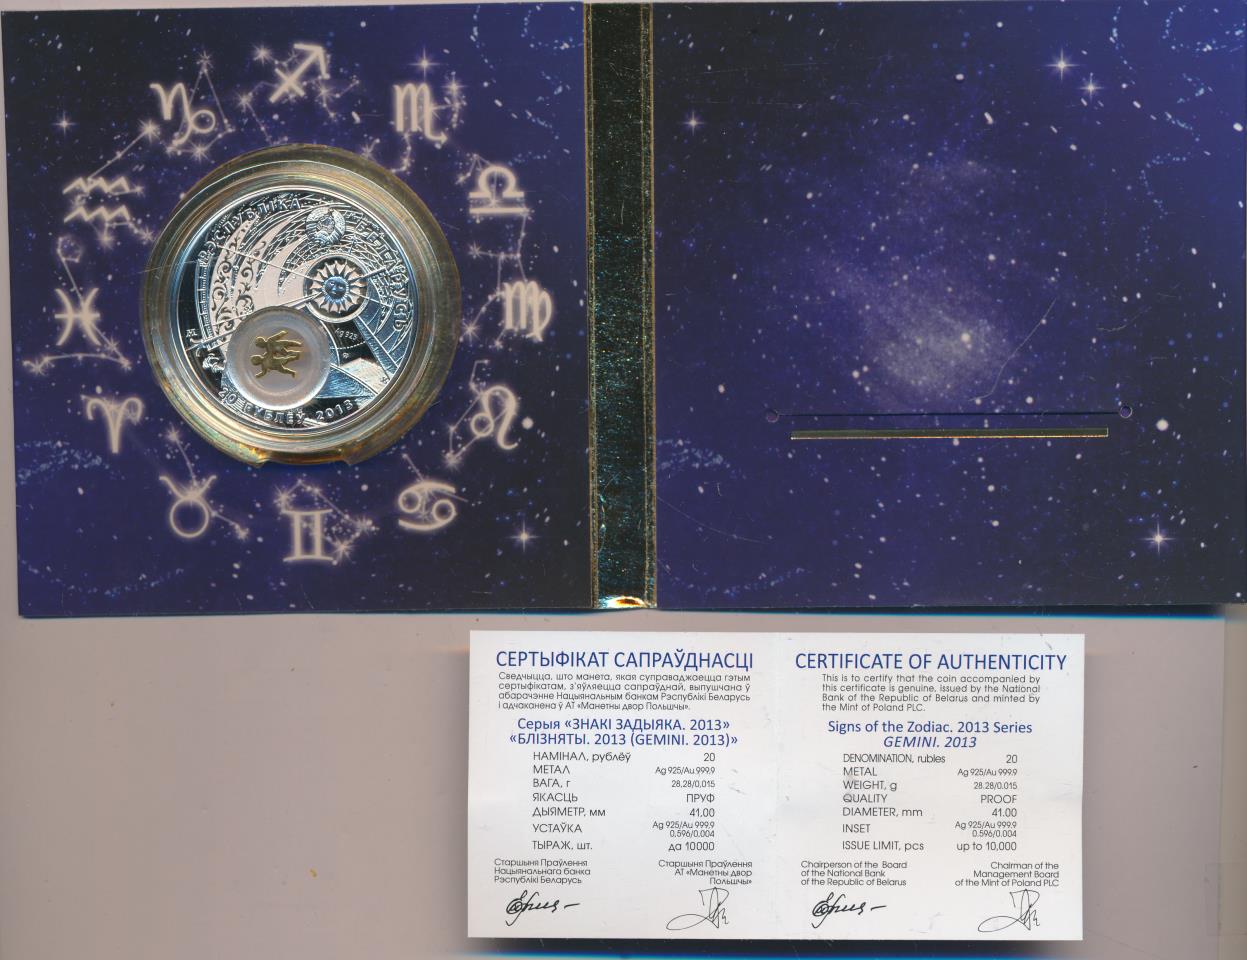 РЭСПУБЛІКА БЕЛАРУСЬ
Ag 925
20 РУБЛЁЎ 2013
СЕРТЫФІКАТ САПРАЎДНАСЦІ
Сведчыцца, што манета, якая суправаджаецца гэтым
сертыфікатам, з'яўляецца сапраўднай, выпушчана ў
абарачэнне Нацыянальным банкам Рэспублікі Беларусь
і адчаканена ў АТ «Манетны двор Польшчы».
Серыя «ЗНАКІ ЗАДЫЯКА. 2013»
«БЛІЗНЯТЫ. 2013 (GEMINI. 2013)»
НАМІНАЛ, рублёў 20
МЕТАЛ Ag 925/Au 999,9
ВАГА, г 28,28/0,015
ЯКАСЦЬ ПРУФ
ДЫЯМЕТР, мм 41,00
УСТАЎКА Ag 925/Au 999,9
0,596/0,004
ТЫРАЖ, шт. да 10000
Старшыня Праўлення
Нацыянальнага банка
Рэспублікі Беларусь
Старшыня Праўлення
АТ «Манетны двор
Польшчы»
CERTIFICATE OF AUTHENTICITY
This is to certify that the coin accompanied by
this certificate is genuine, issued by the National
Bank of the Republic of Belarus and minted by
the Mint of Poland PLC.
Signs of the Zodiac. 2013 Series
GEMINI. 2013
DENOMINATION, rubles 20
METAL Ag 925/Au 999.9
WEIGHT, g 28.28/0.015
QUALITY PROOF
DIAMETER, mm 41.00
INSET Ag 925/Au 999.9
0.596/0.004
ISSUE LIMIT, pcs up to 10,000
Chairperson of the Board
of the National Bank
of the Republic of Belarus
Chairman of the
Management Board
of the Mint of Poland PLC